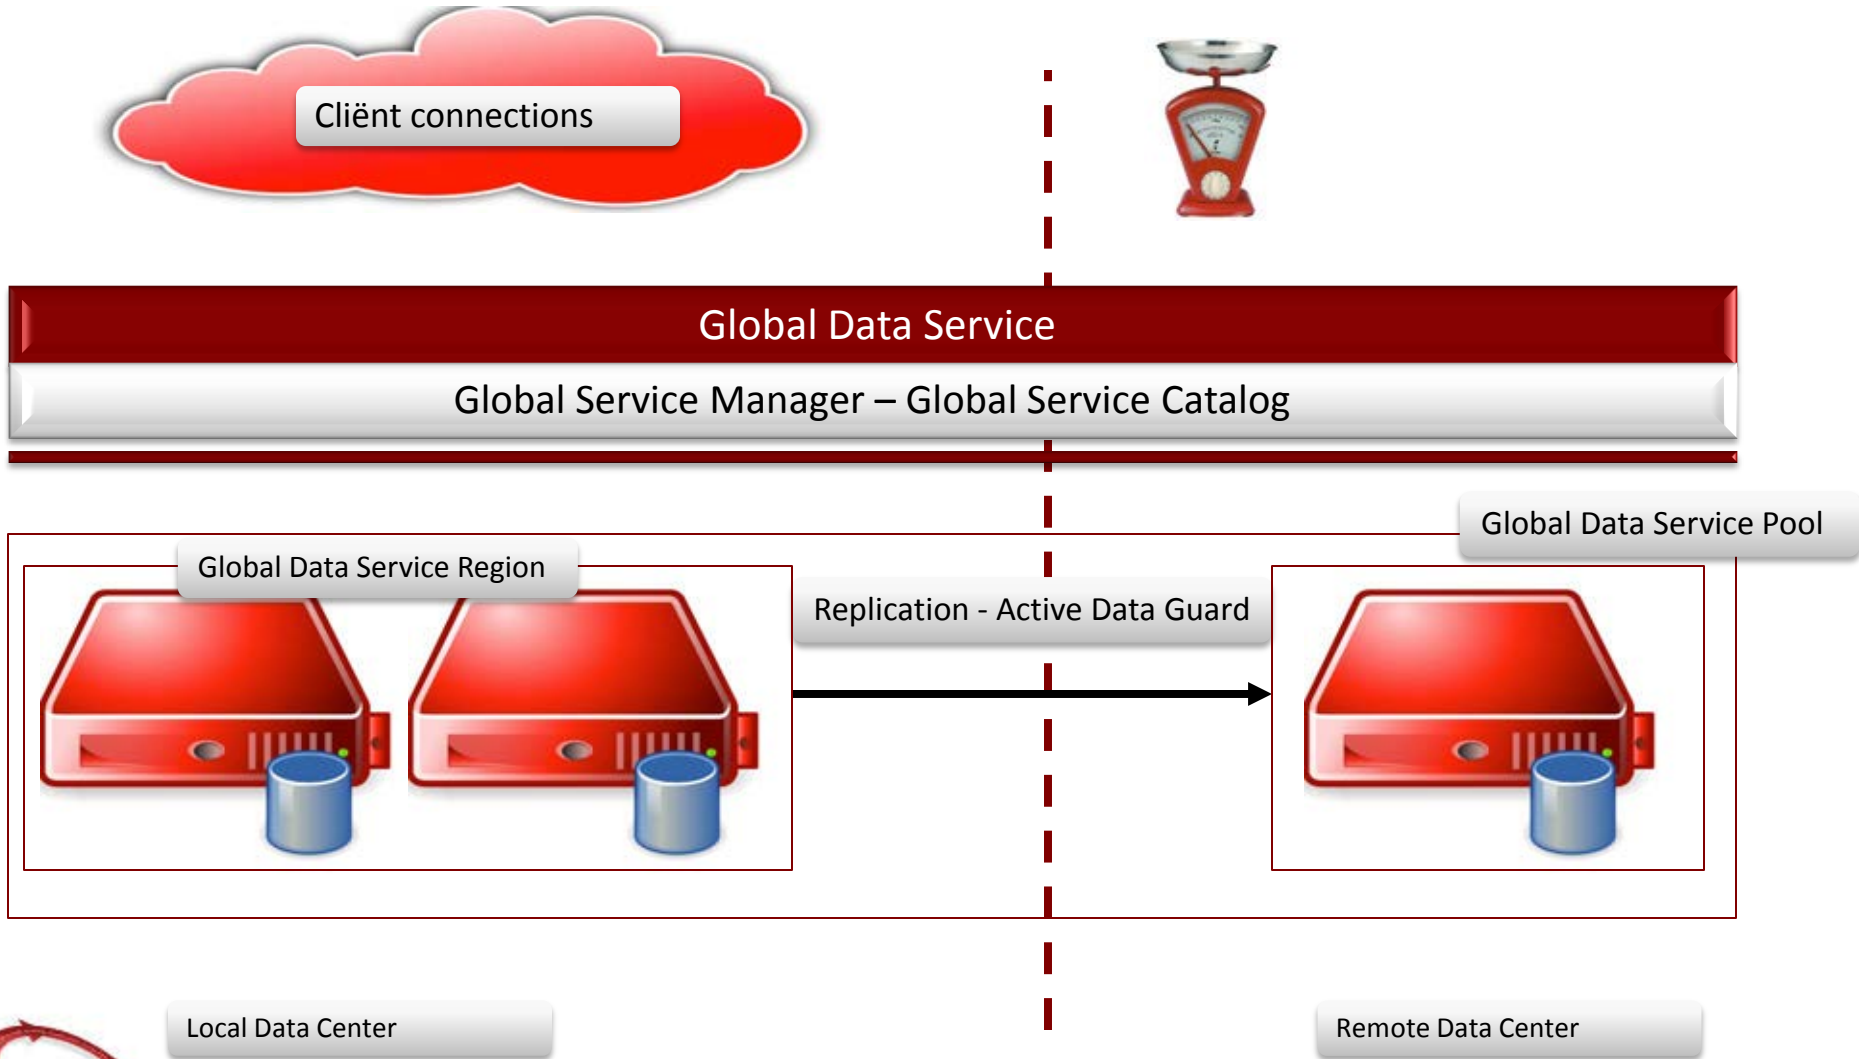 Cliënt connections
Global Data Service
Global Service Manager – Global Service Catalog
Global Data Service Pool
Global Data Service Region
Replication - Active Data Guard
Local Data Center
Remote Data Center